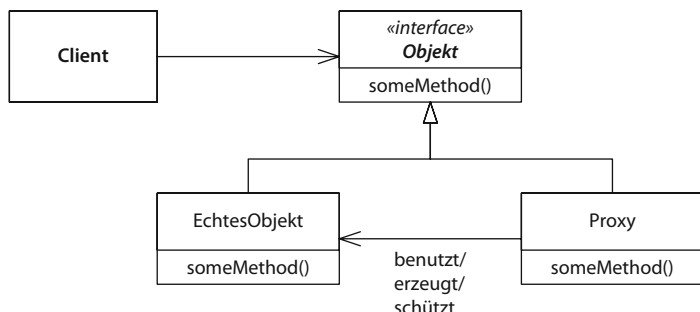 Client
«interface»
Objekt
someMethod()
EchtesObjekt
someMethod()
benutzt/
erzeugt/
schützt
Proxy
someMethod()